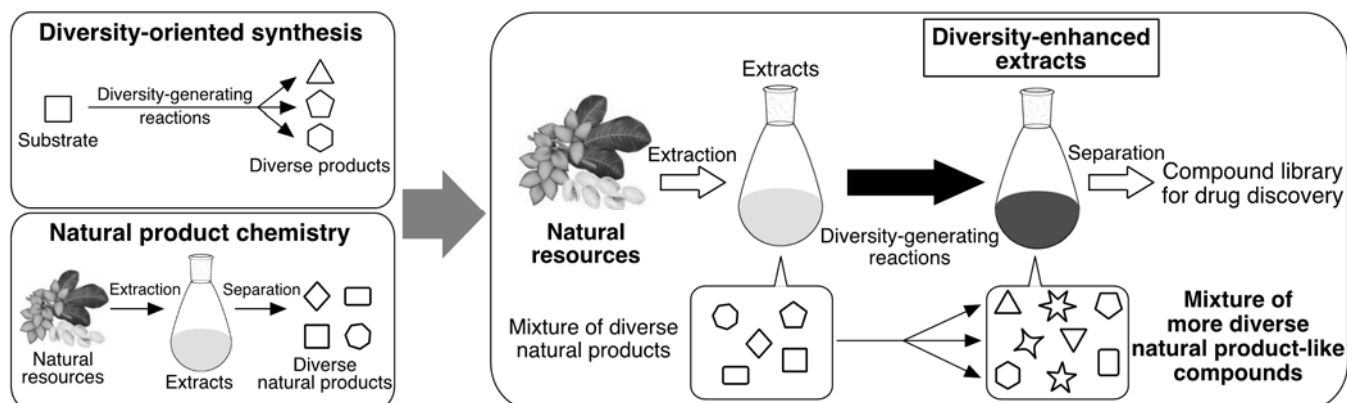 Diversity-oriented synthesis
Diversity-generating
reactions
Substrate
Diverse products
Natural product chemistry
Extraction
Separation
Natural
resources
Extracts
Diverse
natural products
Diversity-enhanced
extracts
Extracts
Extraction
Separation
Compound library
for drug discovery
Natural
resources
Diversity-generating
reactions
Mixture of diverse
natural products
Mixture of
more diverse
natural product-like
compounds